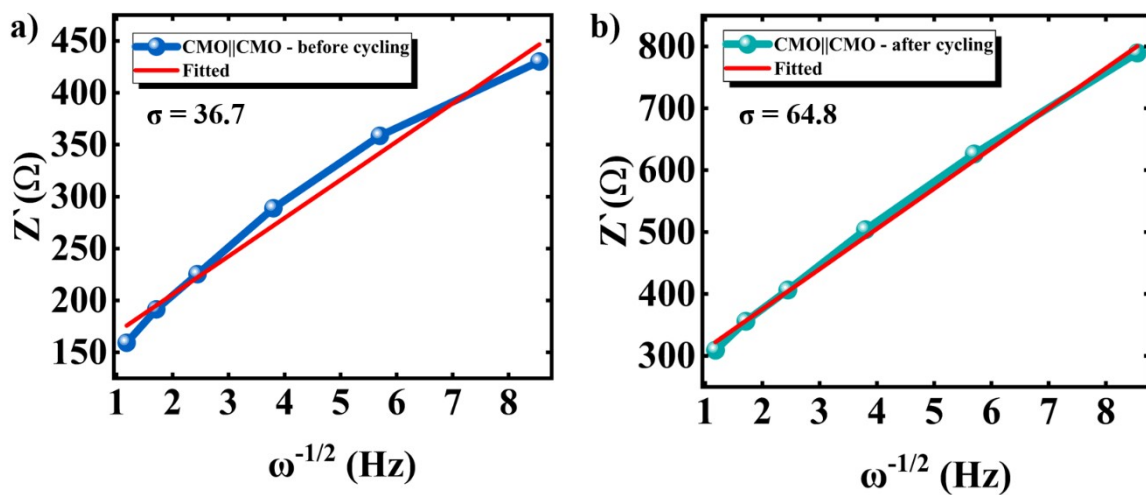 a)
CMO||CMO - before cycling
Fitted
σ = 36.7
450
400
350
300
250
200
150
Z` (Ω)
1 2 3 4 5 6 7 8
ω-1/2 (Hz)
b)
CMO||CMO - after cycling
Fitted
σ = 64.8
800
700
600
500
400
300
Z` (Ω)
1 2 3 4 5 6 7 8
ω-1/2 (Hz)